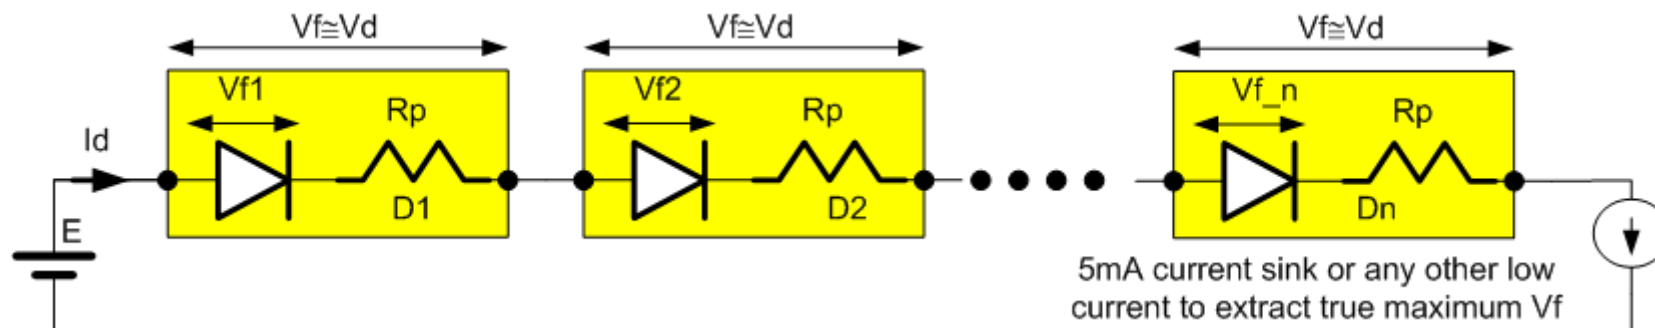 Vf≅Vd
Vf≅Vd
Vf≅Vd
Vf1
Rp
Vf2
Rp
Vf_n
Rp
Id
D1
D2
Dn
E
5mA current sink or any other low
current to extract true maximum Vf